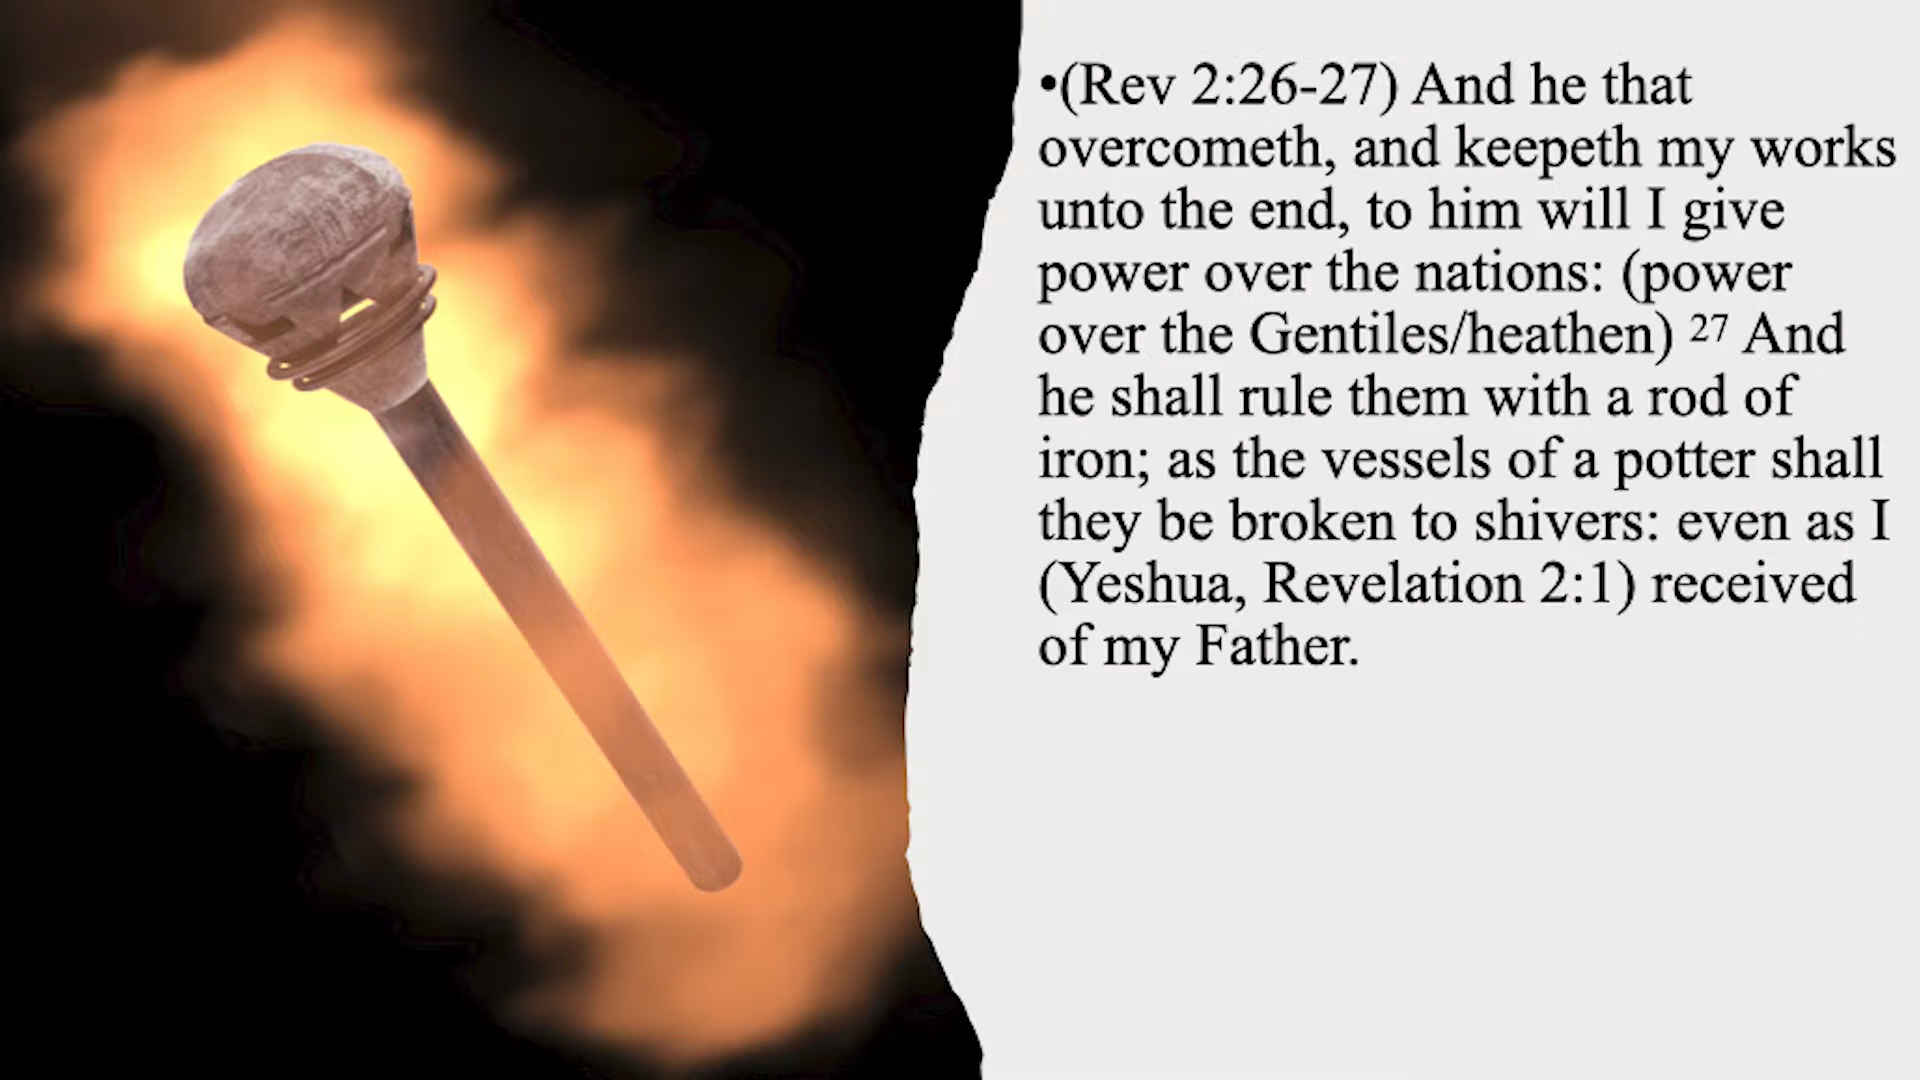 •(Rev 2:26-27) And he that
overcometh, and keepeth my works
unto the end, to him will I give
power over the nations: (power
over the Gentiles/heathen) 27 And
he shall rule them with a rod of
iron; as the vessels of a potter shall
they be broken to shivers: even as I
(Yeshua, Revelation 2:1) received
of my Father.